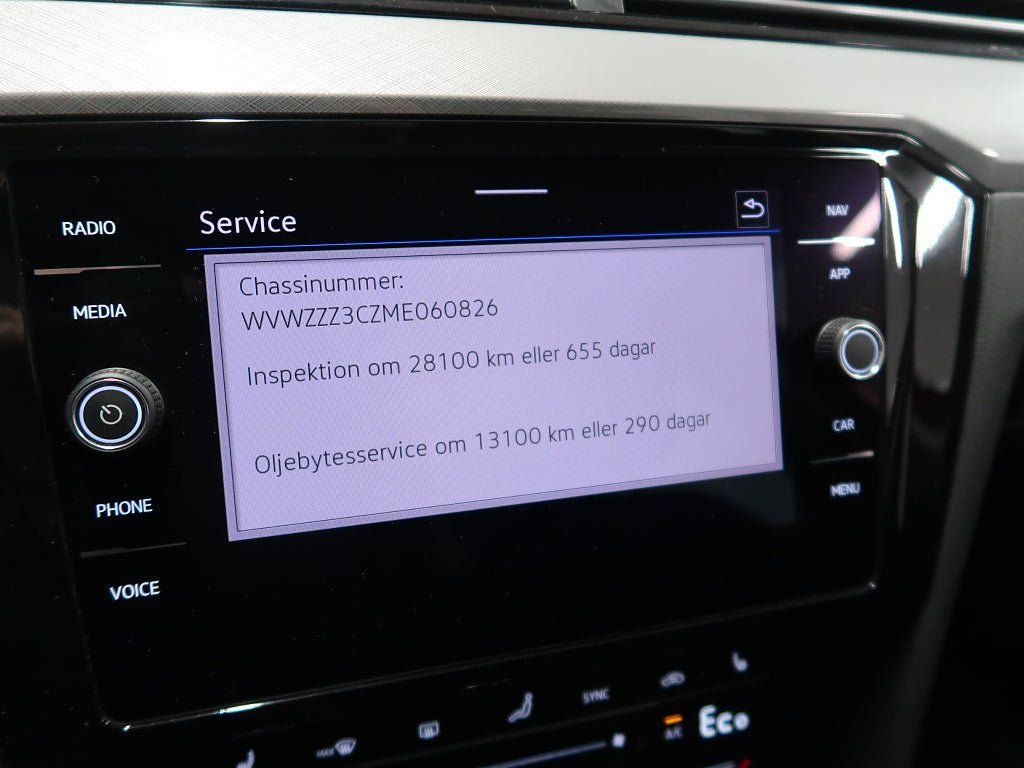 RADIO
MEDIA
PHONE
VOICE
Service
Chassinummer:
WVWZZZ3CZME060826
Inspektion om 28100 km eller 655 dagar
Oljebytesservice om 13100 km eller 290 dagar
NAV
APP
CAR
MENU
MAX
SYNC
A/C
Eco